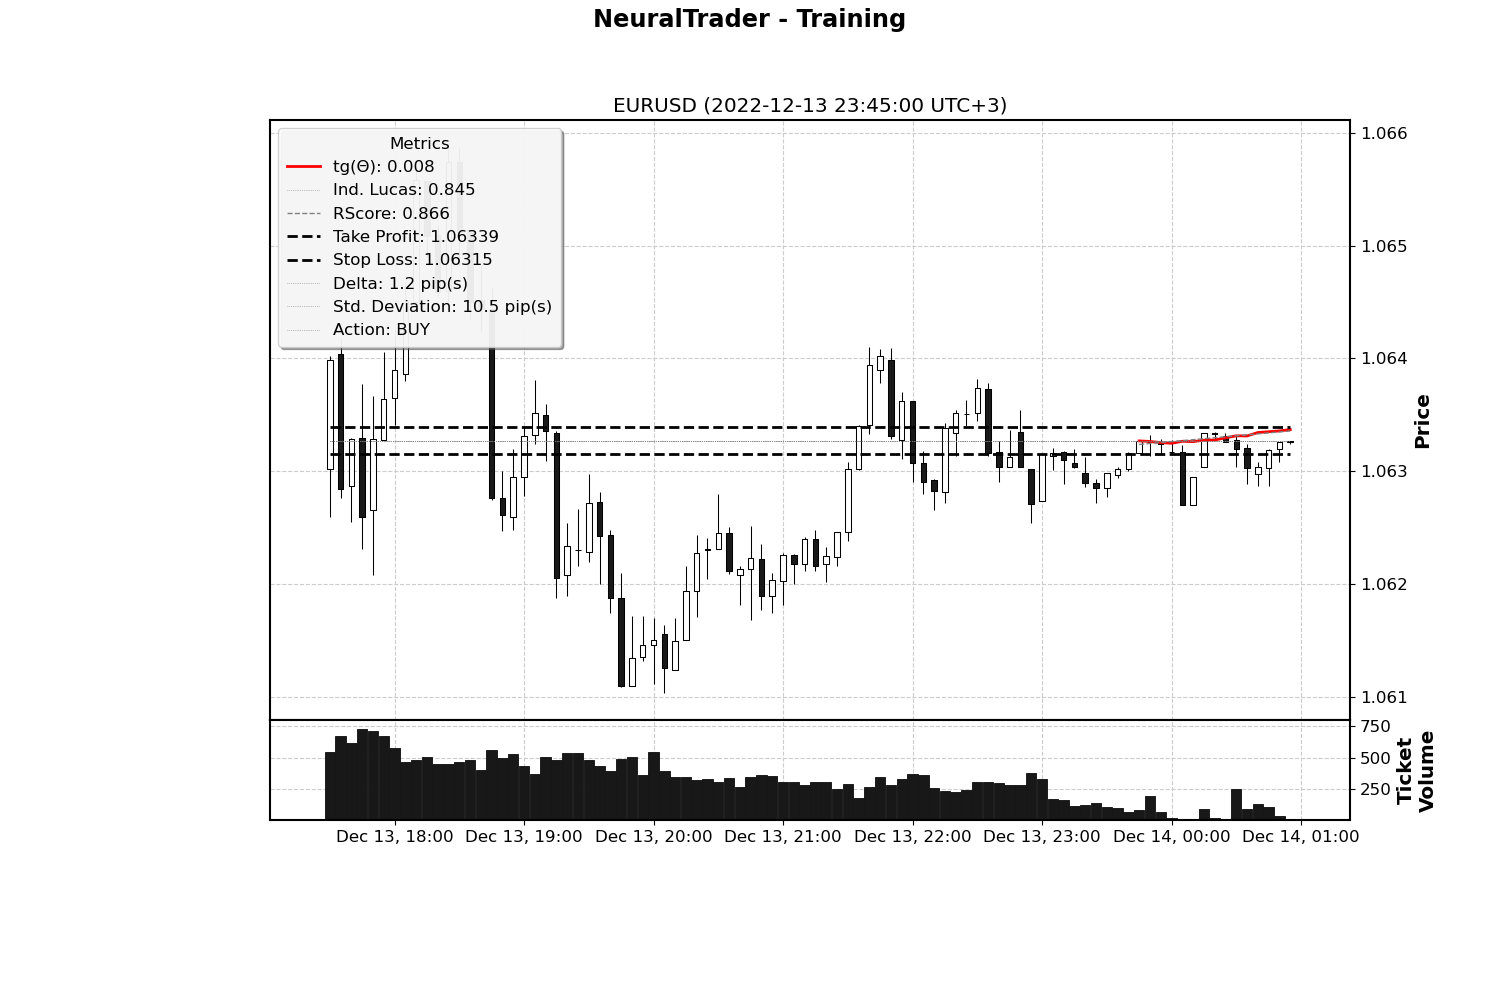 NeuralTrader - Training
EURUSD (2022-12-13 23:45:00 UTC+3)
Metrics
tg(Θ): 0.008
Ind. Lucas: 0.845
RScore: 0.866
Take Profit: 1.06339
Stop Loss: 1.06315
Delta: 1.2 pip(s)
Std. Deviation: 10.5 pip(s)
Action: BUY
1.066
1.065
1.064
1.063
1.062
1.061
Price
750
500
250
Ticket
Volume
Dec 13, 18:00 Dec 13, 19:00 Dec 13, 20:00 Dec 13, 21:00 Dec 13, 22:00 Dec 13, 23:00 Dec 14, 00:00 Dec 14, 01:00